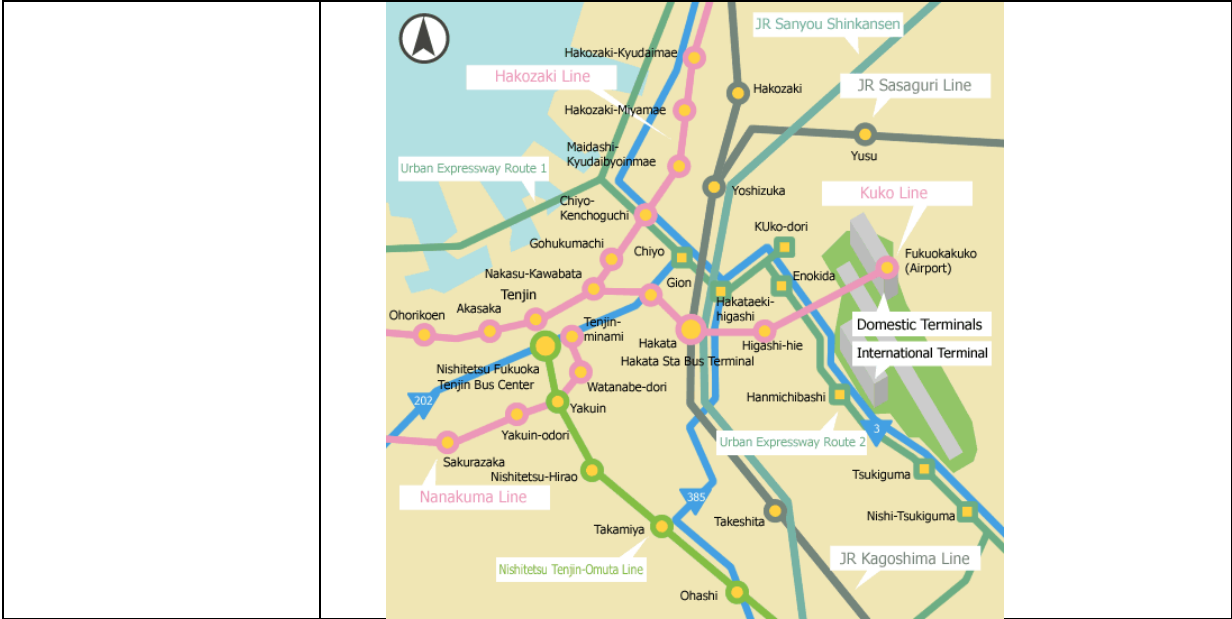 JR Sanyou Shinkansen
Hakozaki-Kyudaimae
Hakozaki Line
JR Sasaguri Line
Hakozaki
Hakozaki-Miyamae
Maidashi-
Kyudaibyoinmae
Yusu
Urban Expressway Route 1
Yoshizuka
Kuko Line
Chiyo-
Kenchoguchi
KUko-dori
Gohukumachi
Chiyo
Fukuokakuko
(Airport)
Nakasu-Kawabata
Gion
Enokida
Tenjin
Hakataeki-
higashi
Akasaka
Ohorikoen
Tenjin-
minami
Domestic Terminals
Hakata
Higashi-hie
Hakata Sta Bus Terminal
International Terminal
Nishitetsu Fukuoka
Tenjin Bus Center
Watanabe-dori
202
Hanmichibashi
Yakuin
3
Yakuin-odori
Urban Expressway Route 2
Sakurazaka
Nishitetsu-Hirao
Tsukiguma
Nanakuma Line
385
Nishi-Tsukiguma
Takamiya
Takeshita
JR Kagoshima Line
Nishitetsu Tenjin-Omuta Line
Ohashi